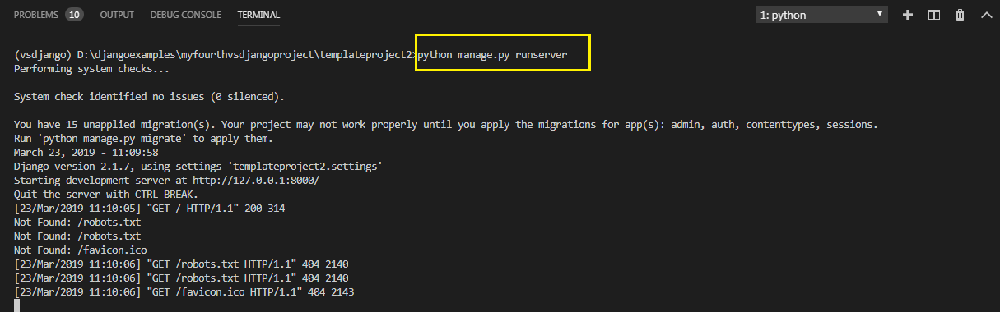 PROBLEMS 10 OUTPUT DEBUG CONSOLE TERMINAL 1: python
(vsdjango) D:\djangoexamples\myfourthvsdjangoproject\templateproject2>python manage.py runserver
Performing system checks...
System check identified no issues (0 silenced).
You have 15 unapplied migration(s). Your project may not work properly until you apply the migrations for app(s): admin, auth, contenttypes, sessions.
Run 'python manage.py migrate' to apply them.
March 23, 2019 - 11:09:58
Django version 2.1.7, using settings 'templateproject2.settings'
Starting development server at http://127.0.0.1:8000/
Quit the server with CTRL-BREAK.
[23/Mar/2019 11:10:05] "GET / HTTP/1.1" 200 314
Not Found: /robots.txt
Not Found: /robots.txt
Not Found: /favicon.ico
[23/Mar/2019 11:10:06] "GET /robots.txt HTTP/1.1" 404 2140
[23/Mar/2019 11:10:06] "GET /robots.txt HTTP/1.1" 404 2140
[23/Mar/2019 11:10:06] "GET /favicon.ico HTTP/1.1" 404 2143